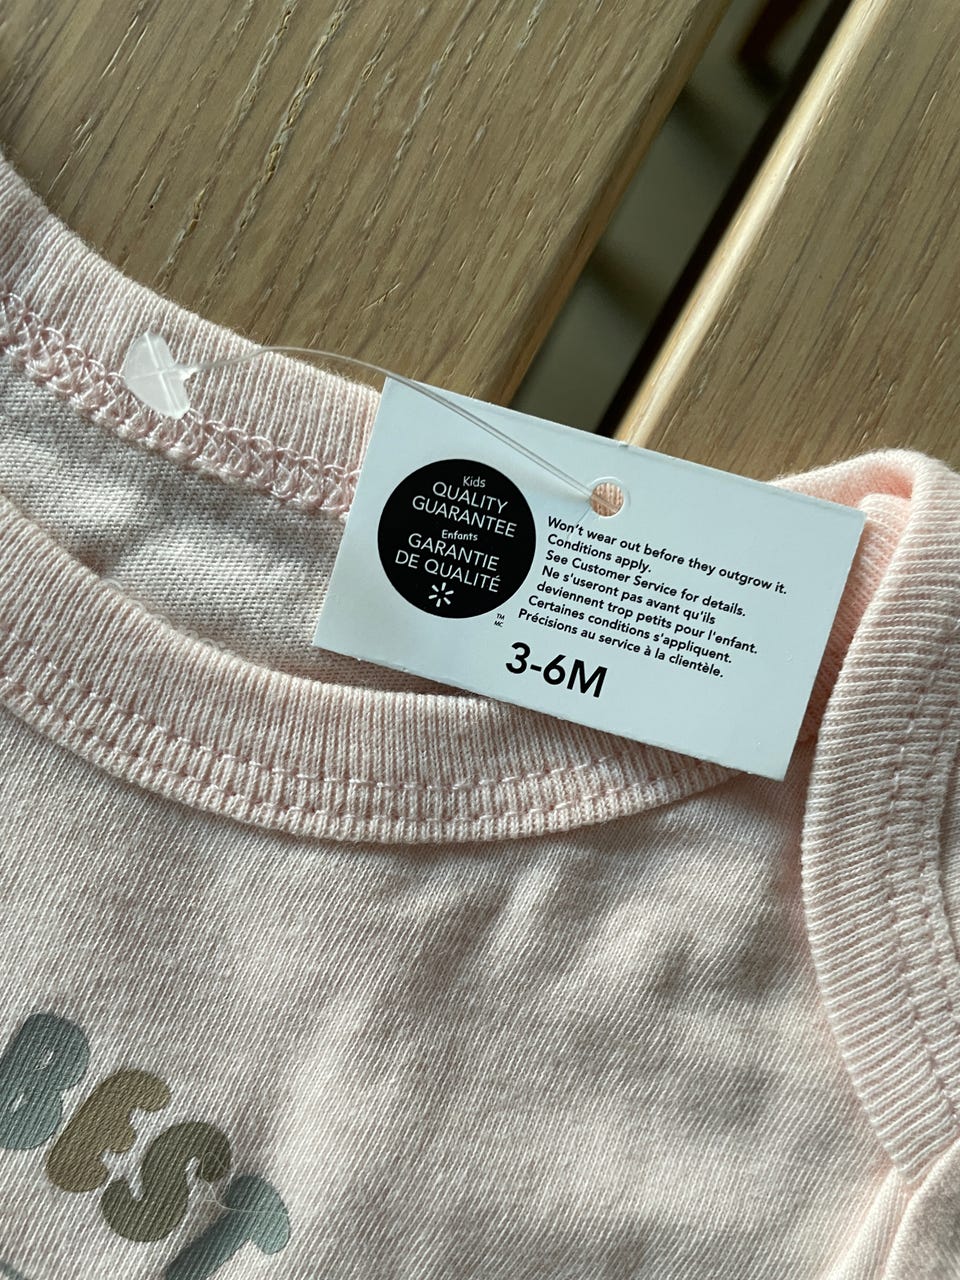 Kids
QUALITY
GUARANTEE
Enfants
GARANTIE
DE QUALITÉ
TM
MC
Won't wear out before they outgrow it.
Conditions apply.
See Customer Service for details.
Ne s'useront pas avant qu'ils
deviennent trop petits pour l'enfant.
Certaines conditions s'appliquent.
Précisions au service à la clientèle.
3-6M
BEST